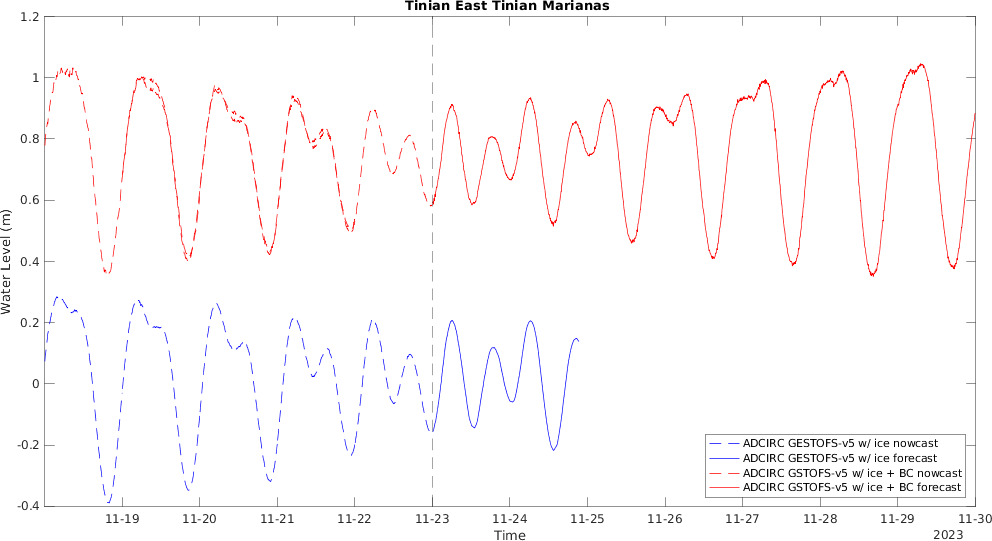 Tinian East Tinian Marianas
1.2
1
0.8
0.6
0.4
0.2
0
-0.2
-0.4
Water Level (m)
ADCIRC GESTOFS-v5 w/ ice nowcast
ADCIRC GESTOFS-v5 w/ ice forecast
ADCIRC GSTOFS-v5 w/ ice + BC nowcast
ADCIRC GSTOFS-v5 w/ ice + BC forecast
11-19 11-20 11-21 11-22 11-23 11-24 11-25 11-26 11-27 11-28 11-29 11-30
Time
2023